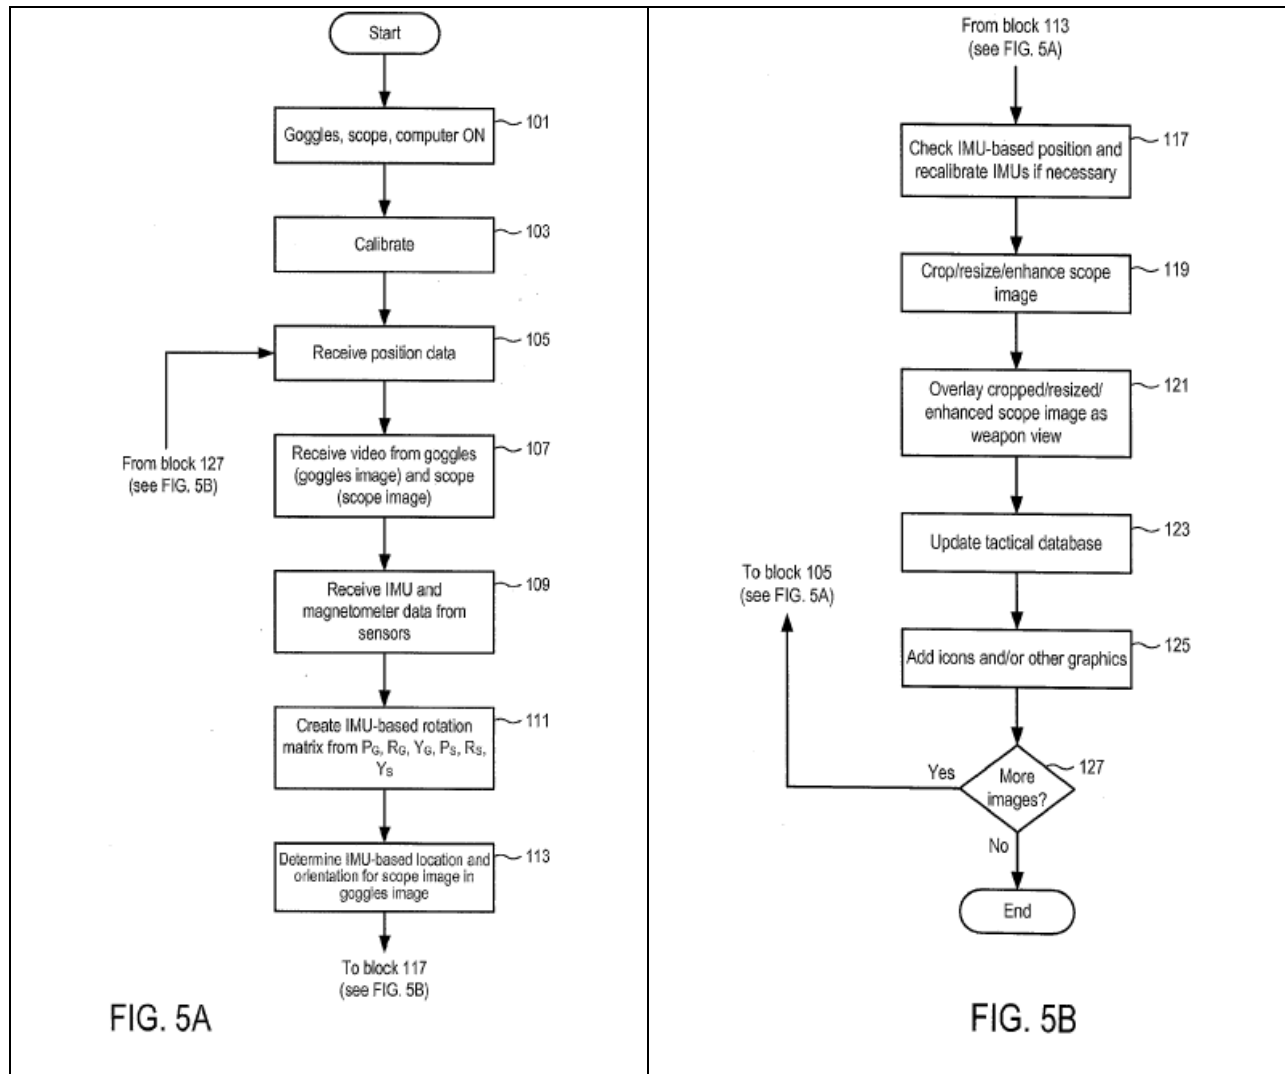 Start
Goggles, scope, computer ON
101
Calibrate
103
Receive position data
105
From block 127
(see FIG. 5B)
Receive video from goggles
(goggles image) and scope
(scope image)
107
Receive IMU and
magnetometer data from
sensors
109
Create IMU-based rotation
matrix from PG, RG, YG, PS, RS,
YS
111
Determine IMU-based location and
orientation for scope image in
goggles image
113
To block 117
(see FIG. 5B)
FIG. 5A
From block 113
(see FIG. 5A)
Check IMU-based position and
recalibrate IMUs if necessary
117
Crop/resize/enhance scope
image
119
Overlay cropped/resized/
enhanced scope image as
weapon view
121
Update tactical database
123
To block 105
(see FIG. 5A)
Add icons and/or other graphics
125
More
images?
127
Yes
No
End
FIG. 5B